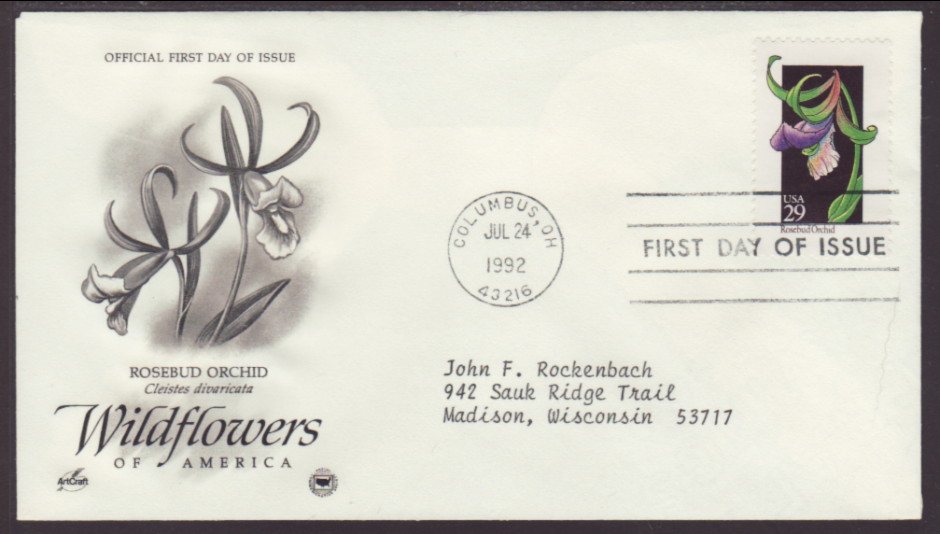 OFFICIAL FIRST DAY OF ISSUE
USA
29
Rosebud Orchid
COLUMBUS, OH
JUL 24
1992
43216
FIRST DAY OF ISSUE
John F. Rockenbach
942 Sauk Ridge Trail
Madison, Wisconsin 53717
ROSEBUD ORCHID
Cleistes divaricata
Wildflowers
OF AMERICA
ArtCraft